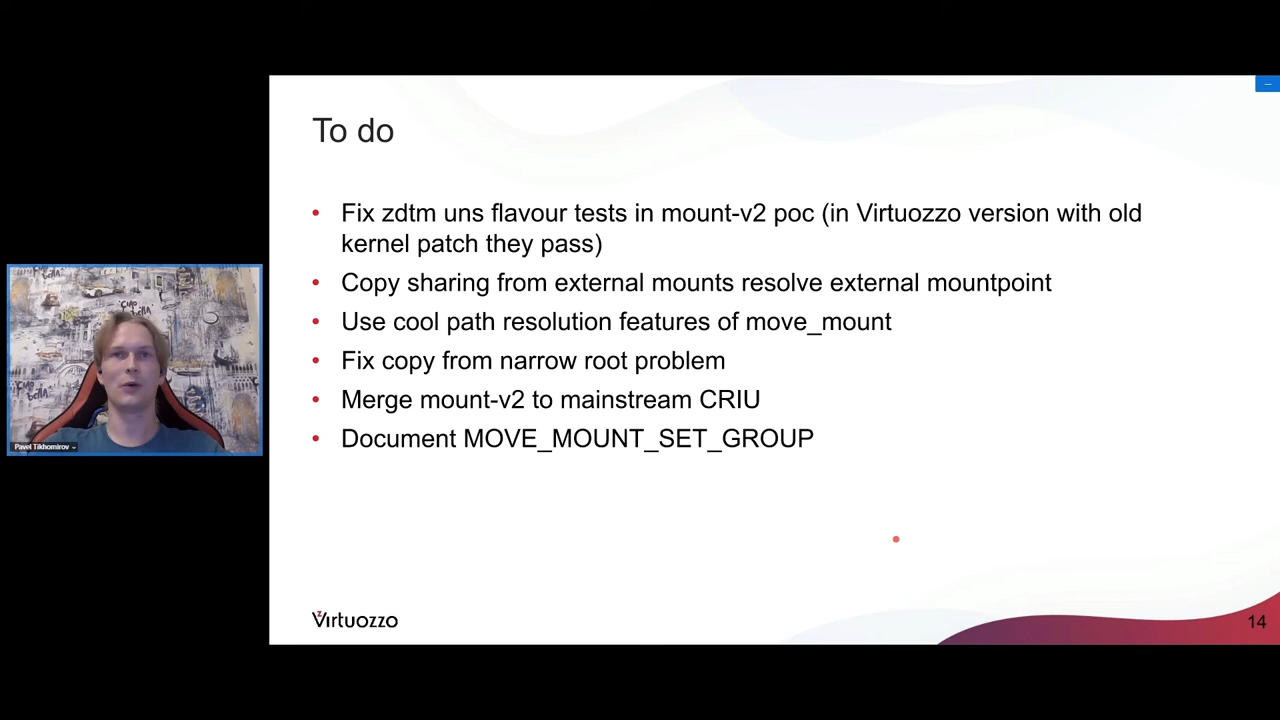 To do
• Fix zdtm uns flavour tests in mount-v2 poc (in Virtuozzo version with old
kernel patch they pass)
• Copy sharing from external mounts resolve external mountpoint
• Use cool path resolution features of move_mount
• Fix copy from narrow root problem
• Merge mount-v2 to mainstream CRIU
• Document MOVE_MOUNT_SET_GROUP
Pavel Tikhomirov
Virtuozzo
14